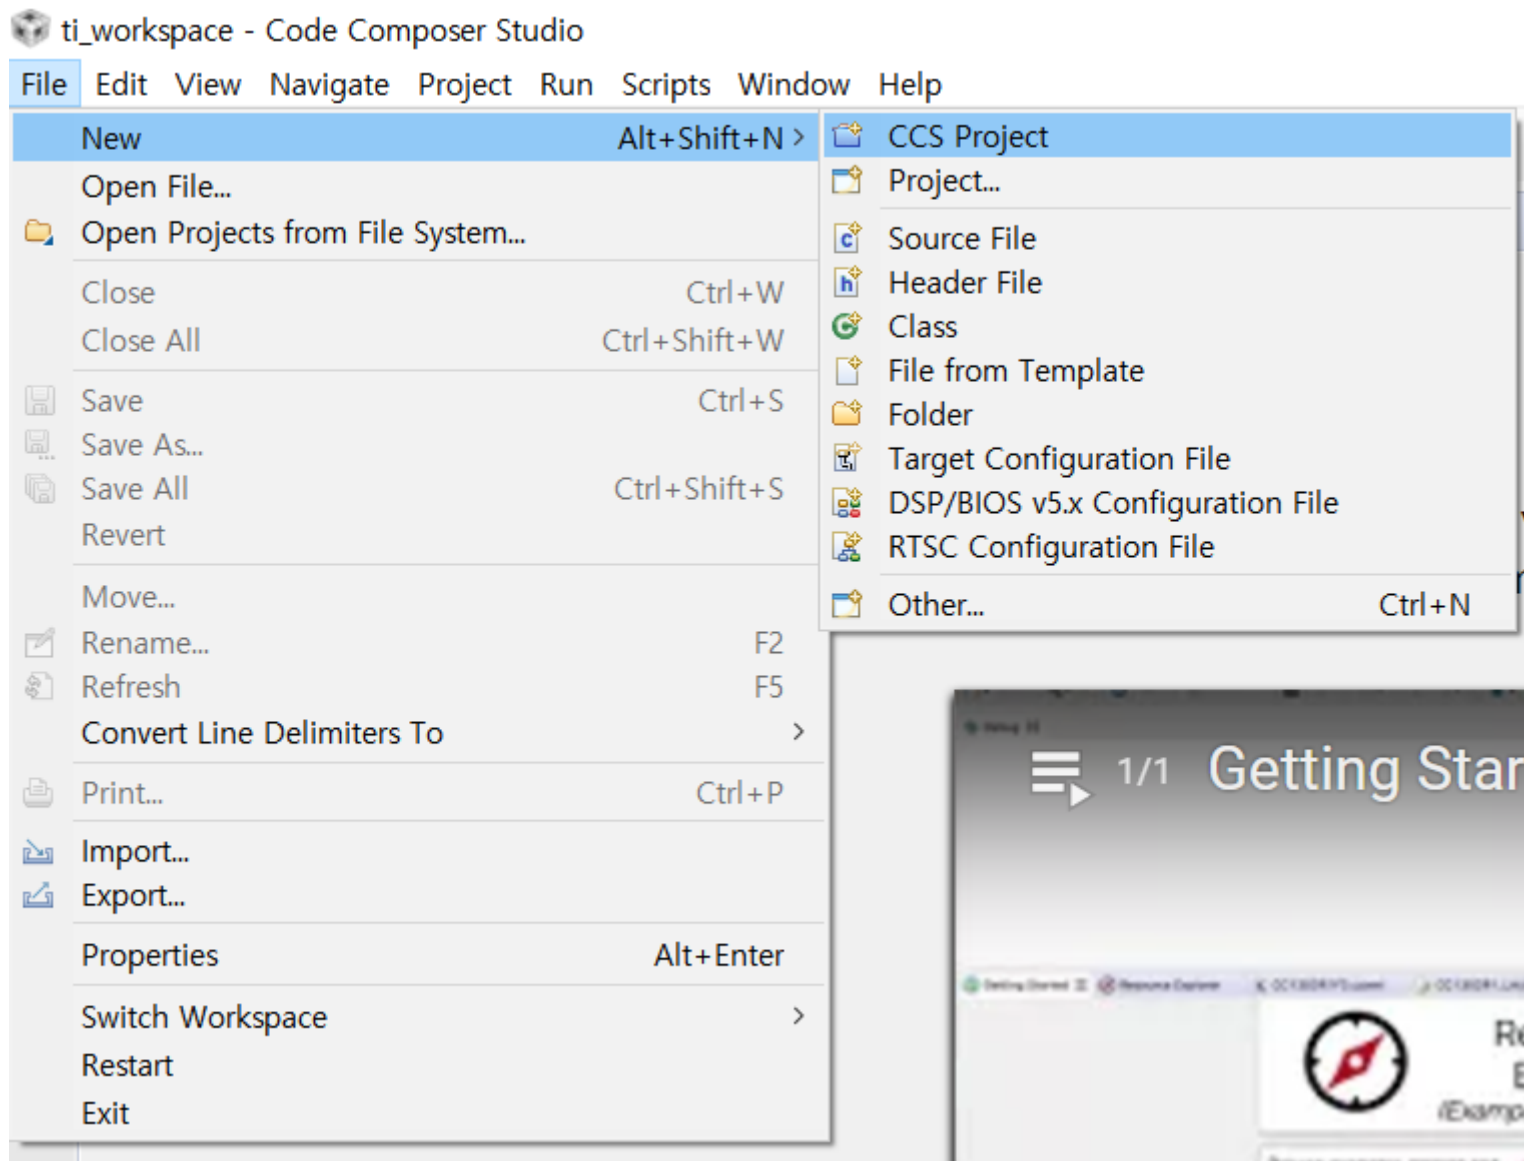 ti_workspace - Code Composer Studio
File Edit View Navigate Project Run Scripts Window Help
New Alt+Shift+N >
Open File...
Open Projects from File System...
Close Ctrl+W
Close All Ctrl+Shift+W
Save Ctrl+S
Save As...
Save All Ctrl+Shift+S
Revert
Move...
Rename... F2
Refresh F5
Convert Line Delimiters To >
Print... Ctrl+P
Import...
Export...
Properties Alt+Enter
Switch Workspace >
Restart
Exit
CCS Project
Project...
Source File
Header File
Class
File from Template
Folder
Target Configuration File
DSP/BIOS v5.x Configuration File
RTSC Configuration File
Other... Ctrl+N
1/1 Getting Star
Getting Started Resource Explorer